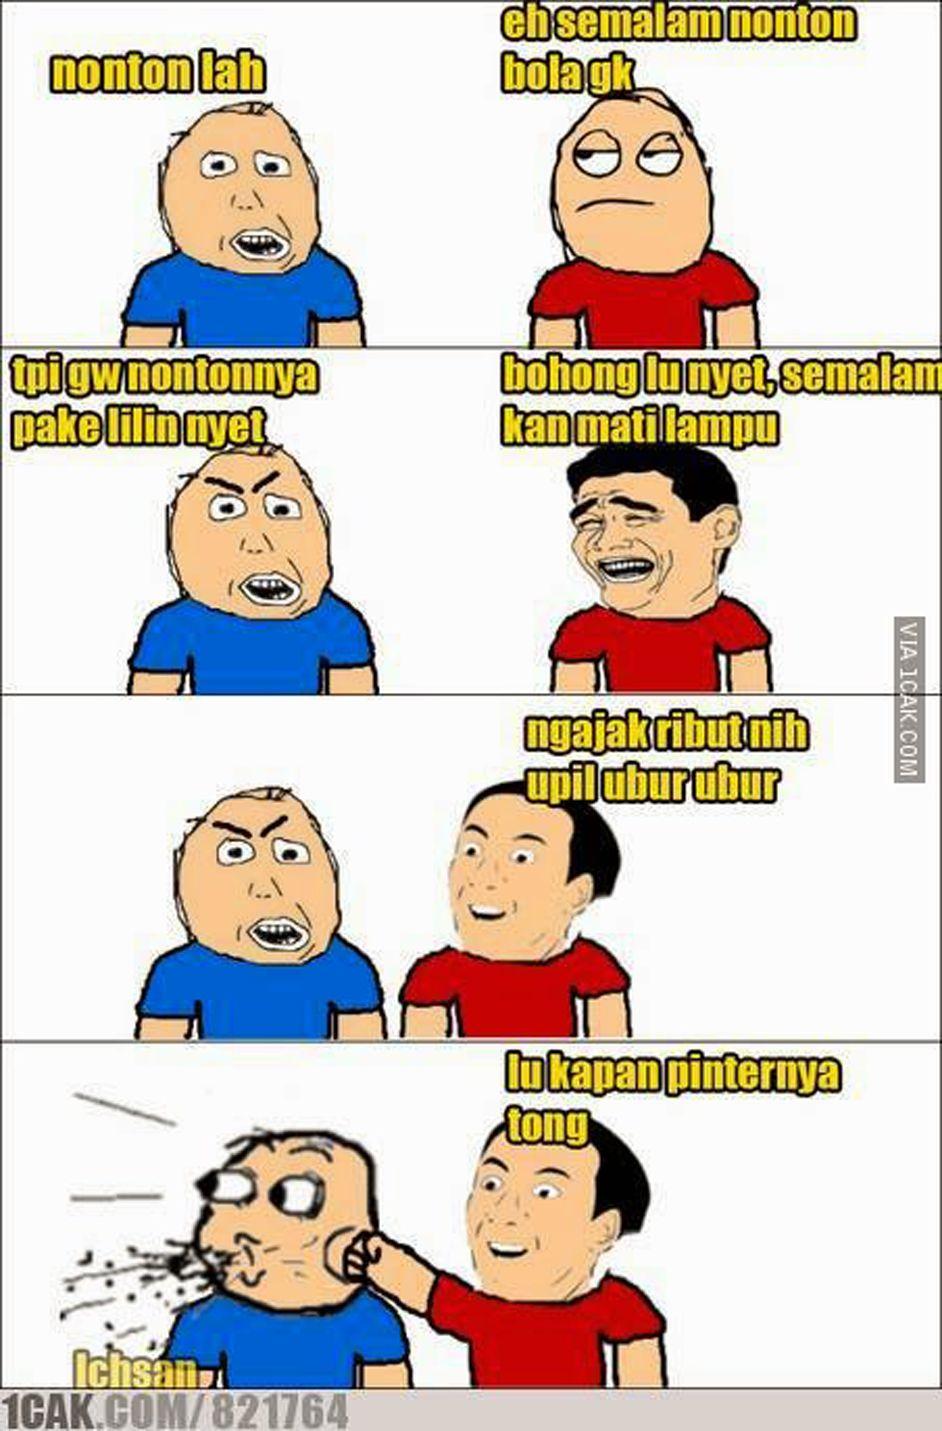 nonton lah
eh semalam nonton
bola gk
tpi gw nontonnya
pake lilin nyet
bohong lu nyet, semalam
kan mati lampu
VIA 1CAK.COM
ngajak ribut nih
upil ubur ubur
lu kapan pinternya
tong
Ichsan
1CAK.COM/821764